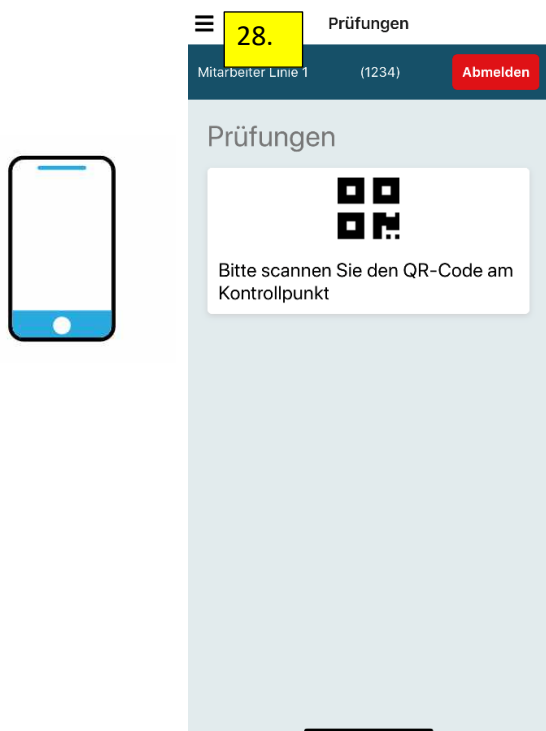 Prüfungen
28.
Mitarbeiter Linie 1 (1234) Abmelden
Prüfungen
Bitte scannen Sie den QR-Code am
Kontrollpunkt